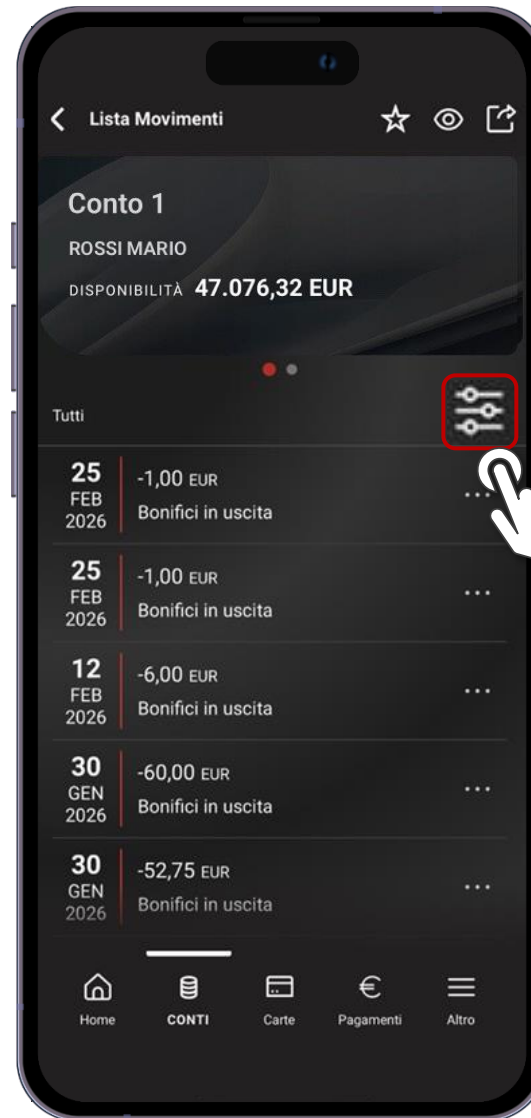 Lista Movimenti
Conto 1
ROSSI MARIO
DISPONIBILITÀ 47.076,32 EUR
Tutti
25 FEB 2026
-1,00 EUR
Bonifici in uscita
25 FEB 2026
-1,00 EUR
Bonifici in uscita
12 FEB 2026
-6,00 EUR
Bonifici in uscita
30 GEN 2026
-60,00 EUR
Bonifici in uscita
30 GEN 2026
-52,75 EUR
Bonifici in uscita
Home
CONTI
Carte
Pagamenti
Altro